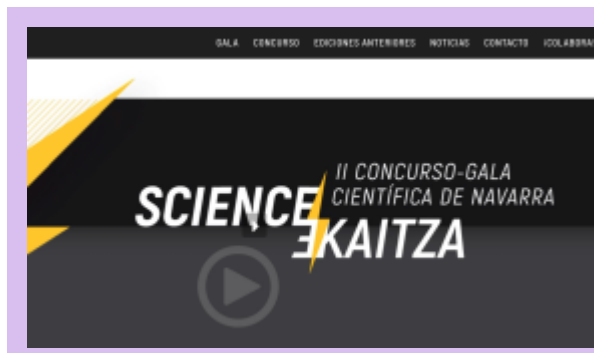 GALA CONCURSO EDICIONES ANTERIORES NOTICIAS CONTACTO
II CONCURSO-GALA
CIENTÍFICA DE NAVARRA
SCIENCE
EKAITZA